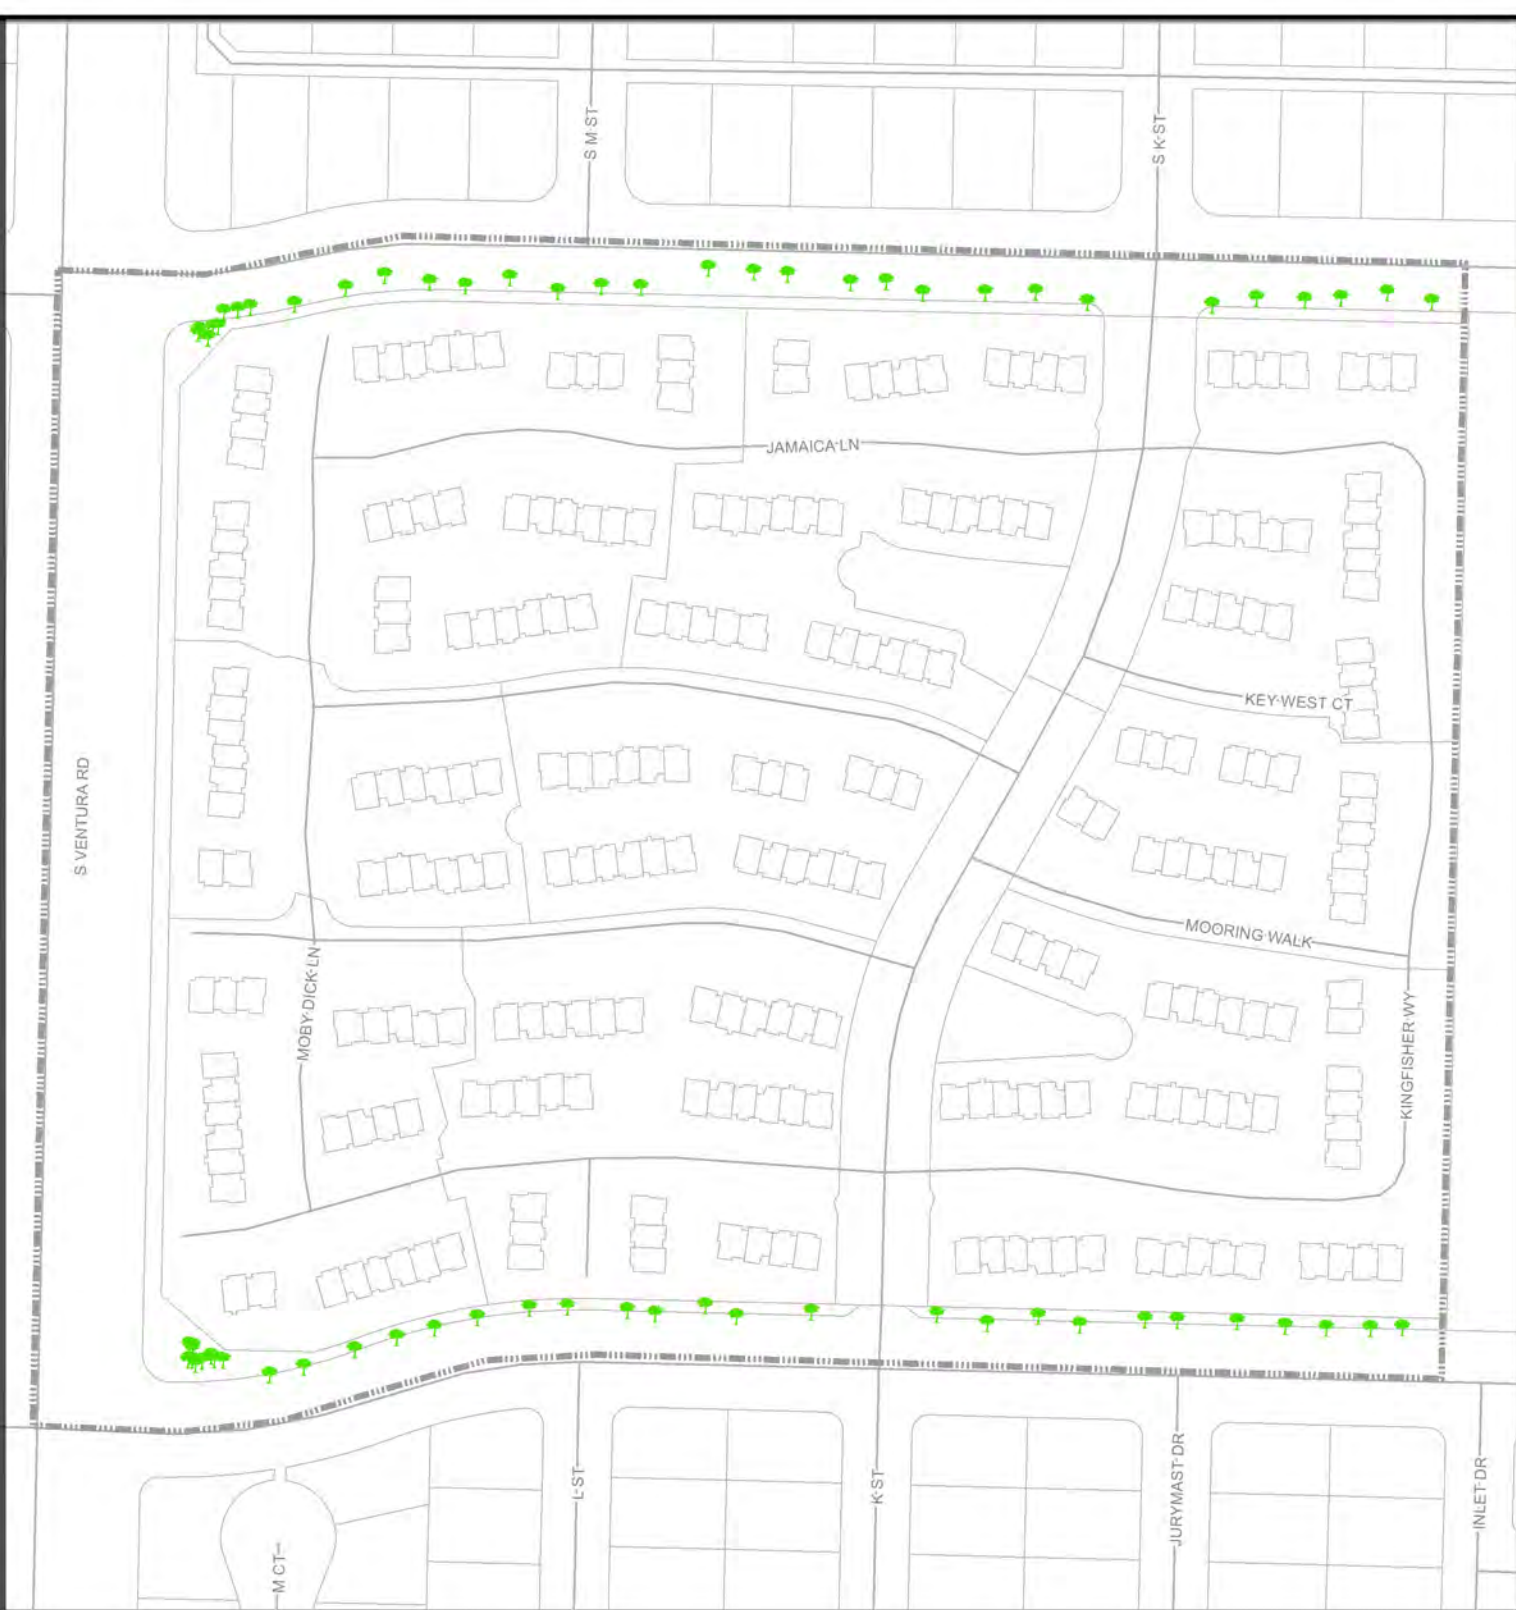 S M ST
S K ST
JAMAICA LN
KEY WEST CT
S VENTURA RD
MOORING WALK
MOBY DICK LN
KINGFISHER WY
L ST
K ST
JURYMAST DR
INLET DR
M CT